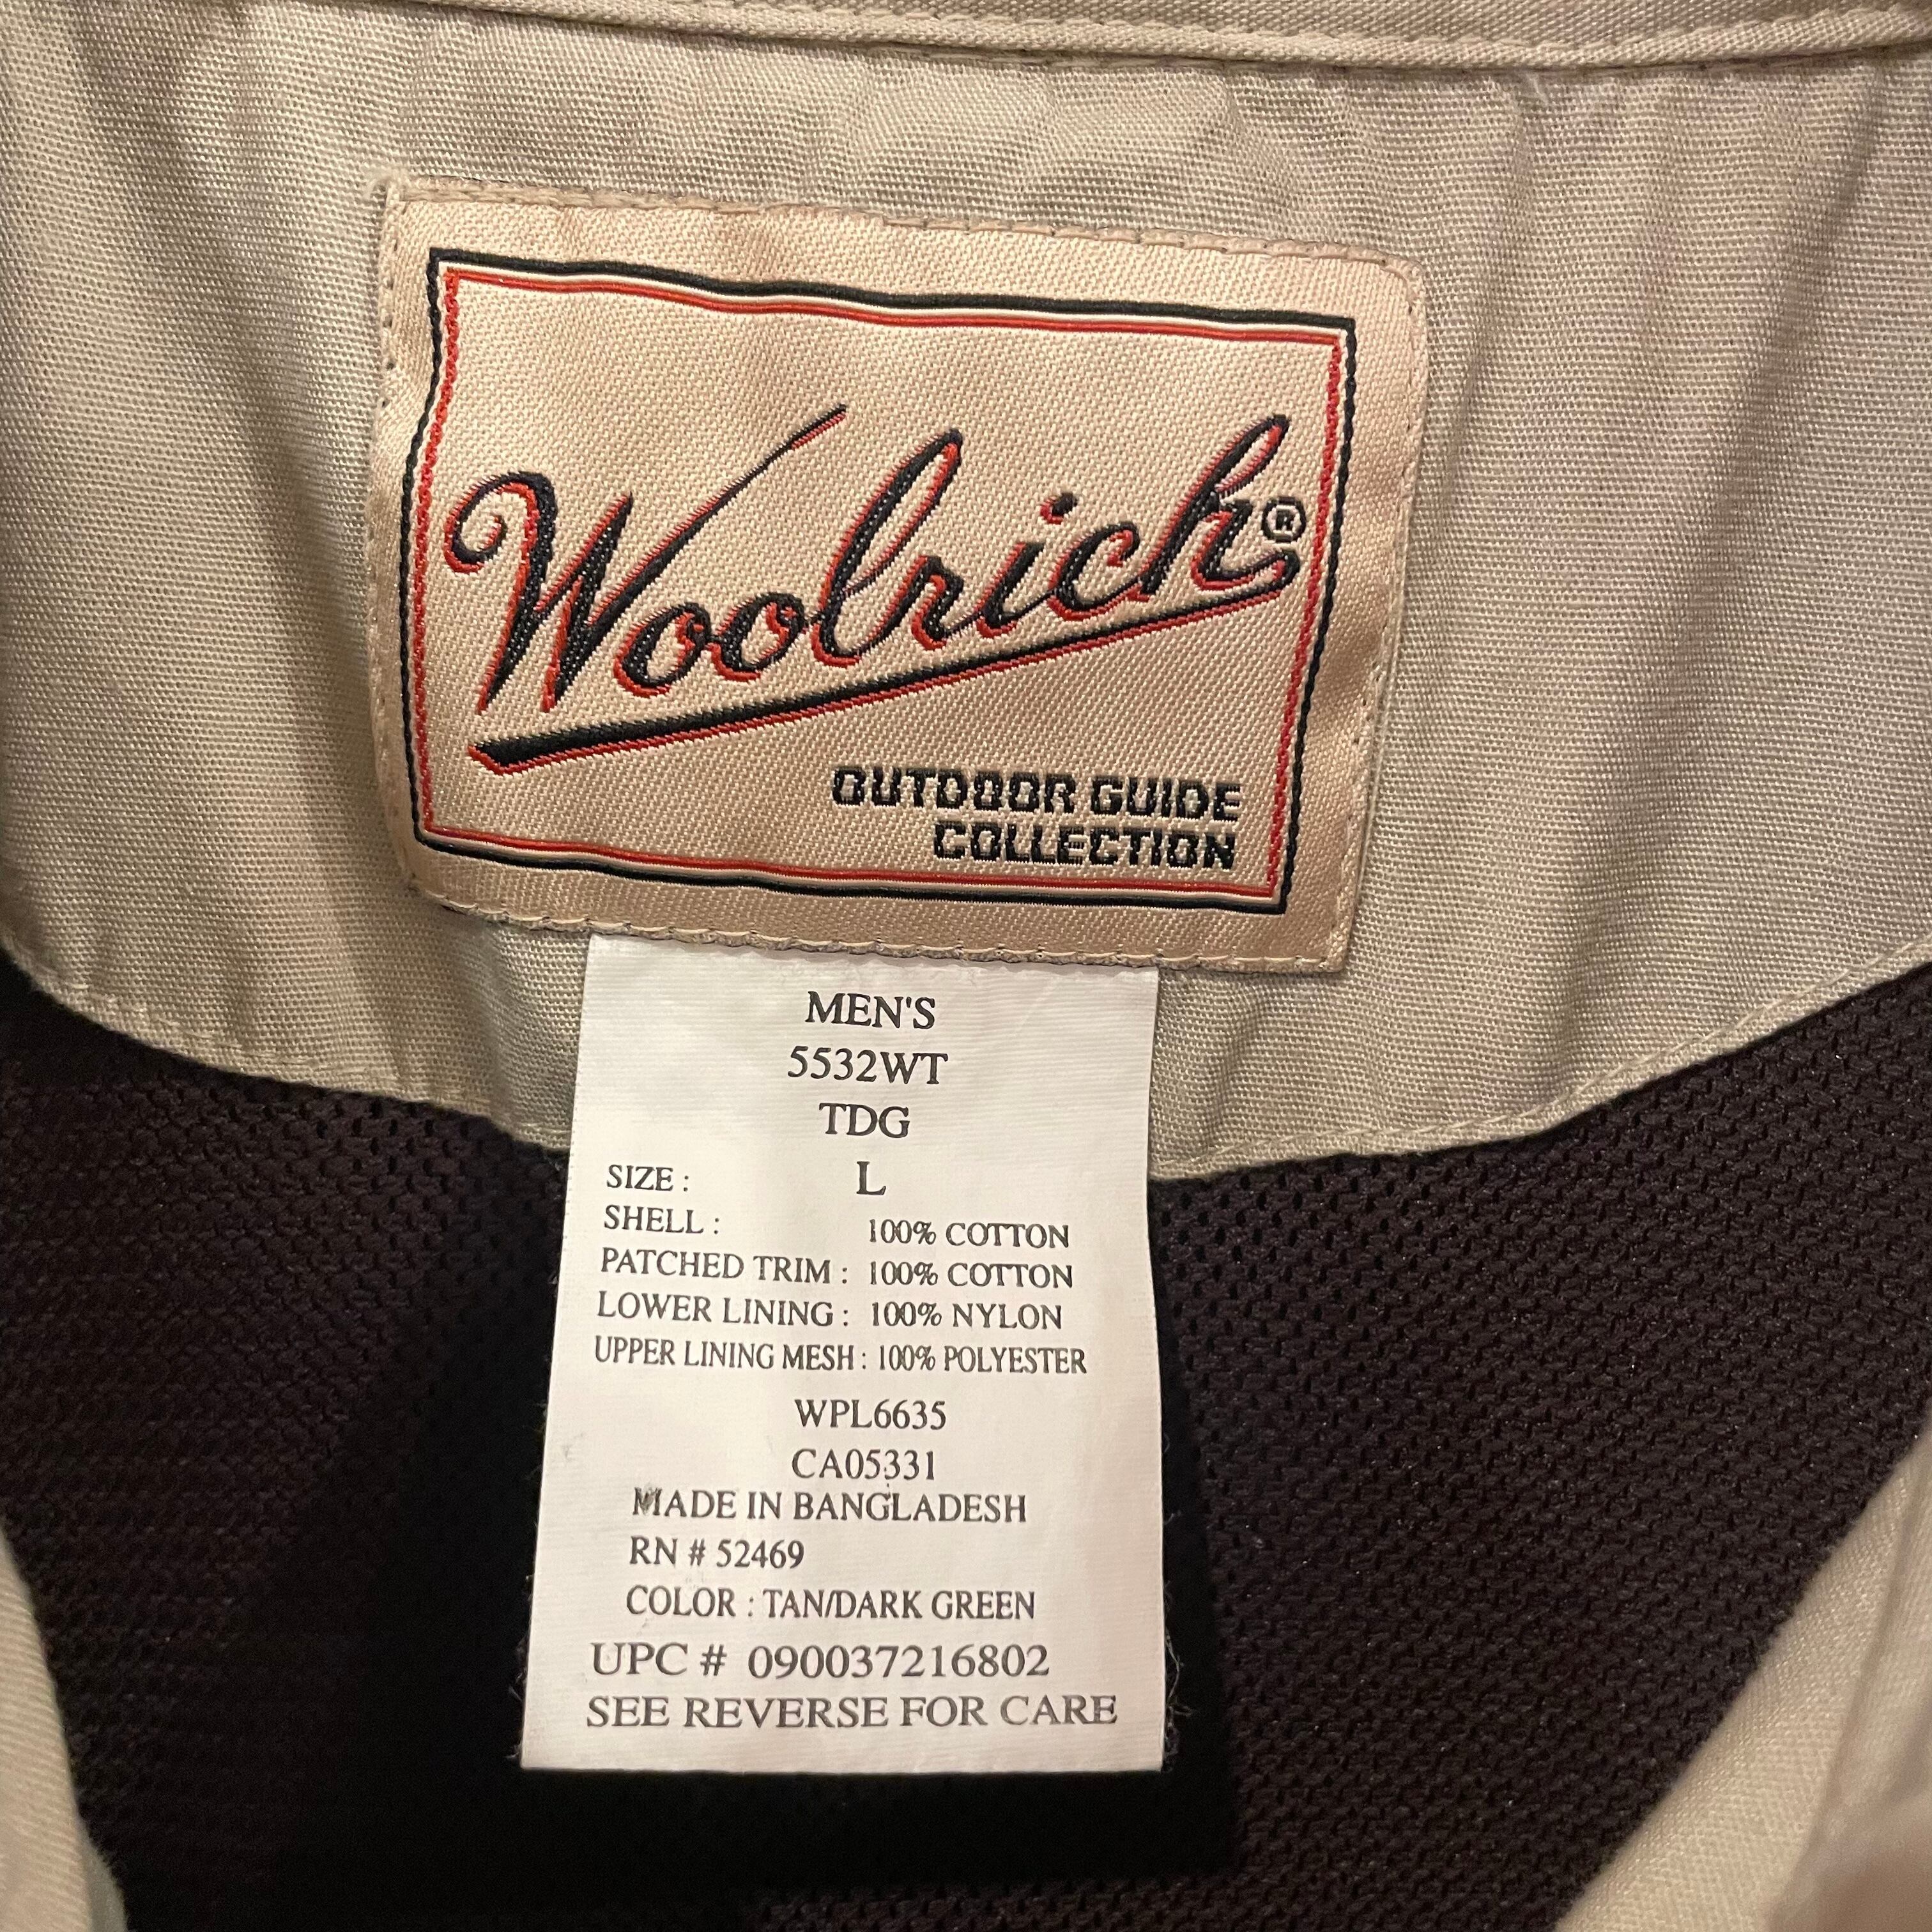 Woolrich®
OUTDOOR GUIDE
COLLECTION
MEN'S
5532WT
TDG
SIZE : L
SHELL : 100% COTTON
PATCHED TRIM : 100% COTTON
LOWER LINING : 100% NYLON
UPPER LINING MESH : 100% POLYESTER
WPL6635
CA05331
MADE IN BANGLADESH
RN # 52469
COLOR : TAN/DARK GREEN
UPC # 090037216802
SEE REVERSE FOR CARE